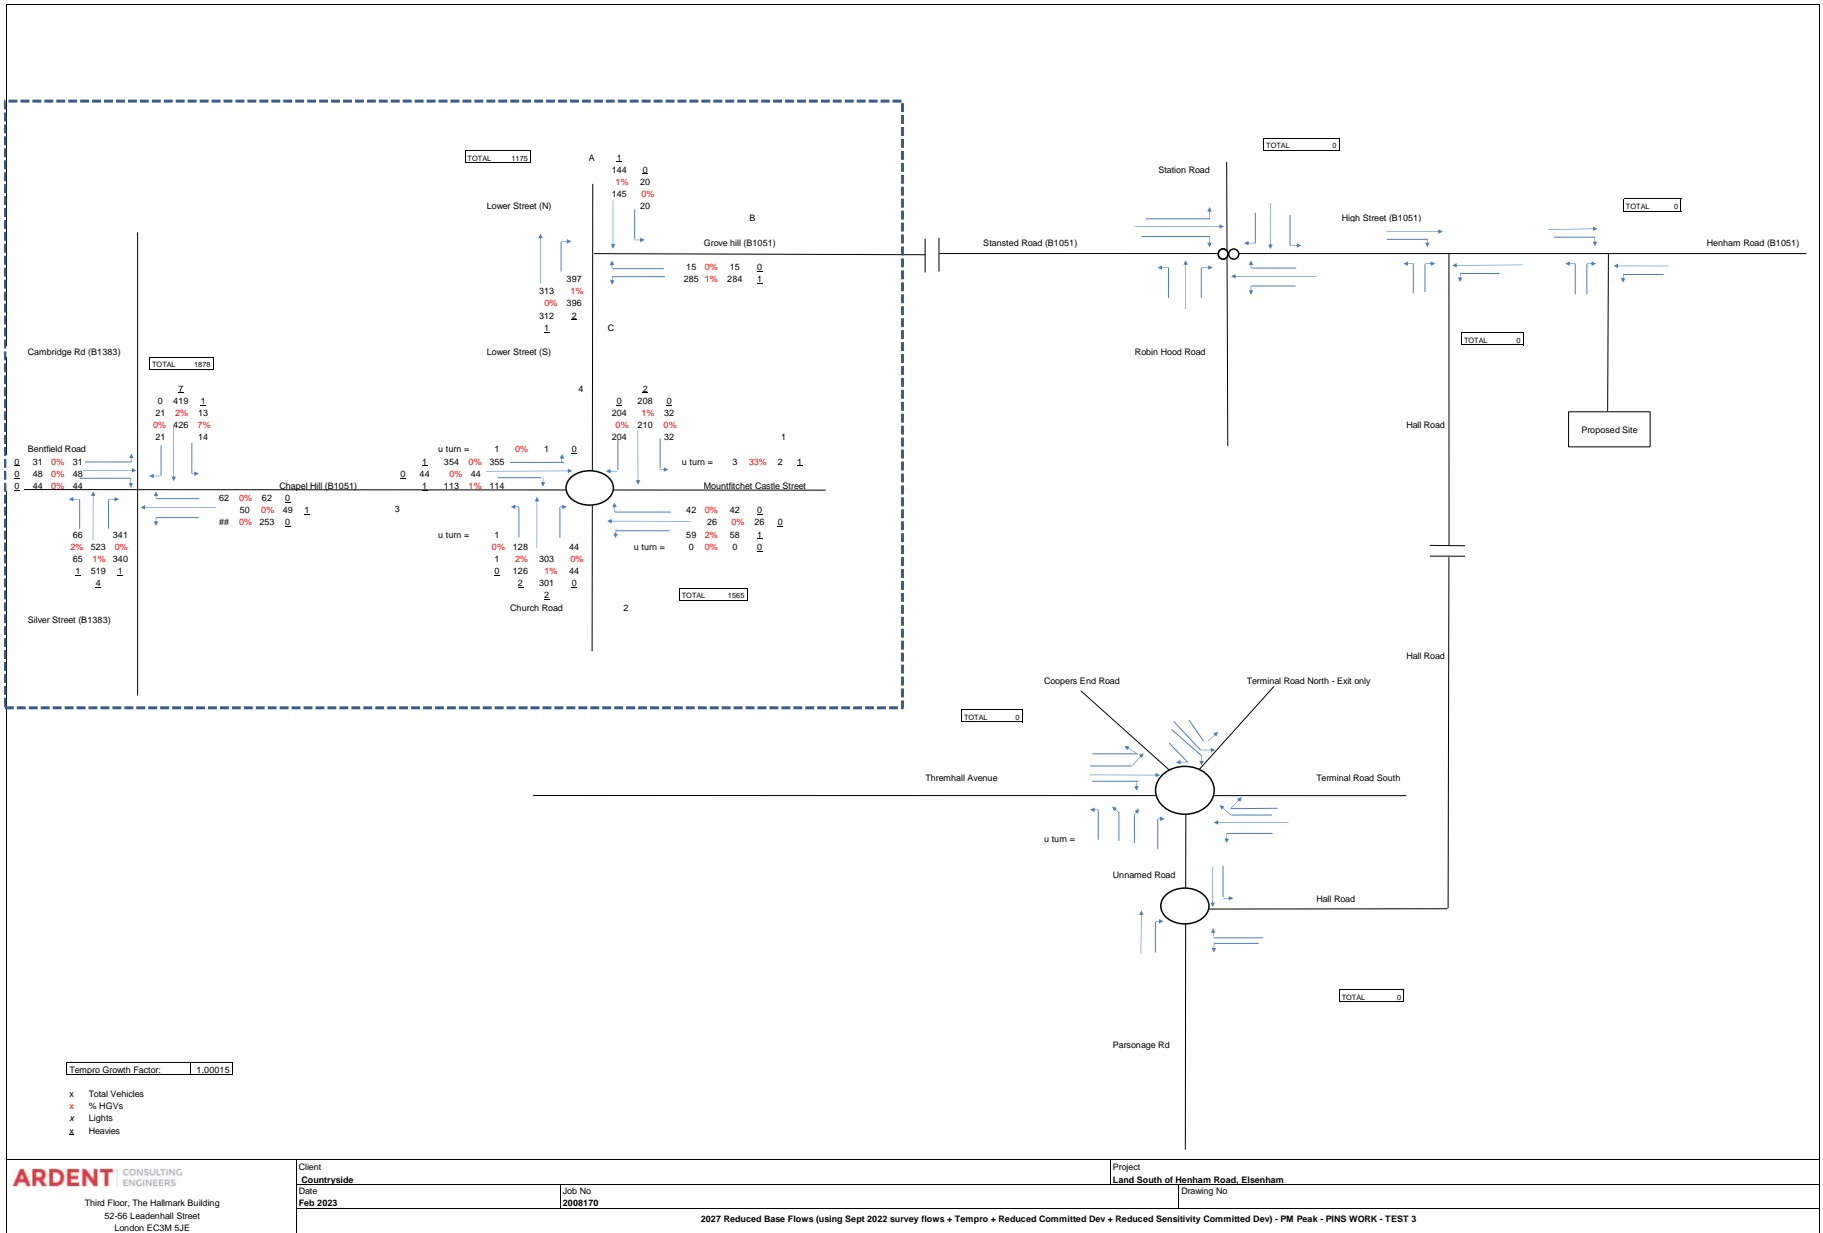 TOTAL 1175
A 1
144 0
1% 20
145 0%
20
Lower Street (N)
B
Grove hill (B1051)
15 0% 15 0
285 1% 284 1
397
313 1%
0% 396
312 2
1
C
Lower Street (S)
TOTAL 0
Station Road
High Street (B1051)
TOTAL 0
Stansted Road (B1051)
Henham Road (B1051)
Robin Hood Road
TOTAL 0
Hall Road
Proposed Site
Cambridge Rd (B1383)
TOTAL 1878
7
0 419 1
21 2% 13
0% 426 7%
21 14
Bentfield Road
0 31 0% 31
0 48 0% 48
0 44 0% 44
Chapel Hill (B1051)
62 0% 62 0
50 0% 49 1
## 0% 253 0
66 341
2% 523 0%
65 1% 340
1 519 1
4
Silver Street (B1383)
4 2
0 208 0
204 1% 32
0% 210 0%
204 32
1
u turn = 1 0% 1 0
1 354 0% 355
0 44 0% 44
1 113 1% 114
u turn = 3 33% 2 1
Mountfitchet Castle Street
3
42 0% 42 0
26 0% 26 0
59 2% 58 1
u turn = 0 0% 0 0
u turn = 1
0% 128 44
1 2% 303 0%
0 126 1% 44
2 301 0
2
Church Road 2
TOTAL 1565
Hall Road
Coopers End Road
Terminal Road North - Exit only
TOTAL 0
Thremhall Avenue
Terminal Road South
u turn =
Unnamed Road
Hall Road
TOTAL 0
Parsonage Rd
Tempro Growth Factor: 1.00015
x Total Vehicles
x % HGVs
x Lights
x Heavies
ARDENT CONSULTING ENGINEERS
Third Floor, The Hallmark Building
52-56 Leadenhall Street
London EC3M 5JE
Client
Countryside
Project
Land South of Henham Road, Elsenham
Date
Feb 2023
Job No
2008170
Drawing No
2027 Reduced Base Flows (using Sept 2022 survey flows + Tempro + Reduced Committed Dev + Reduced Sensitivity Committed Dev) - PM Peak - PINS WORK - TEST 3